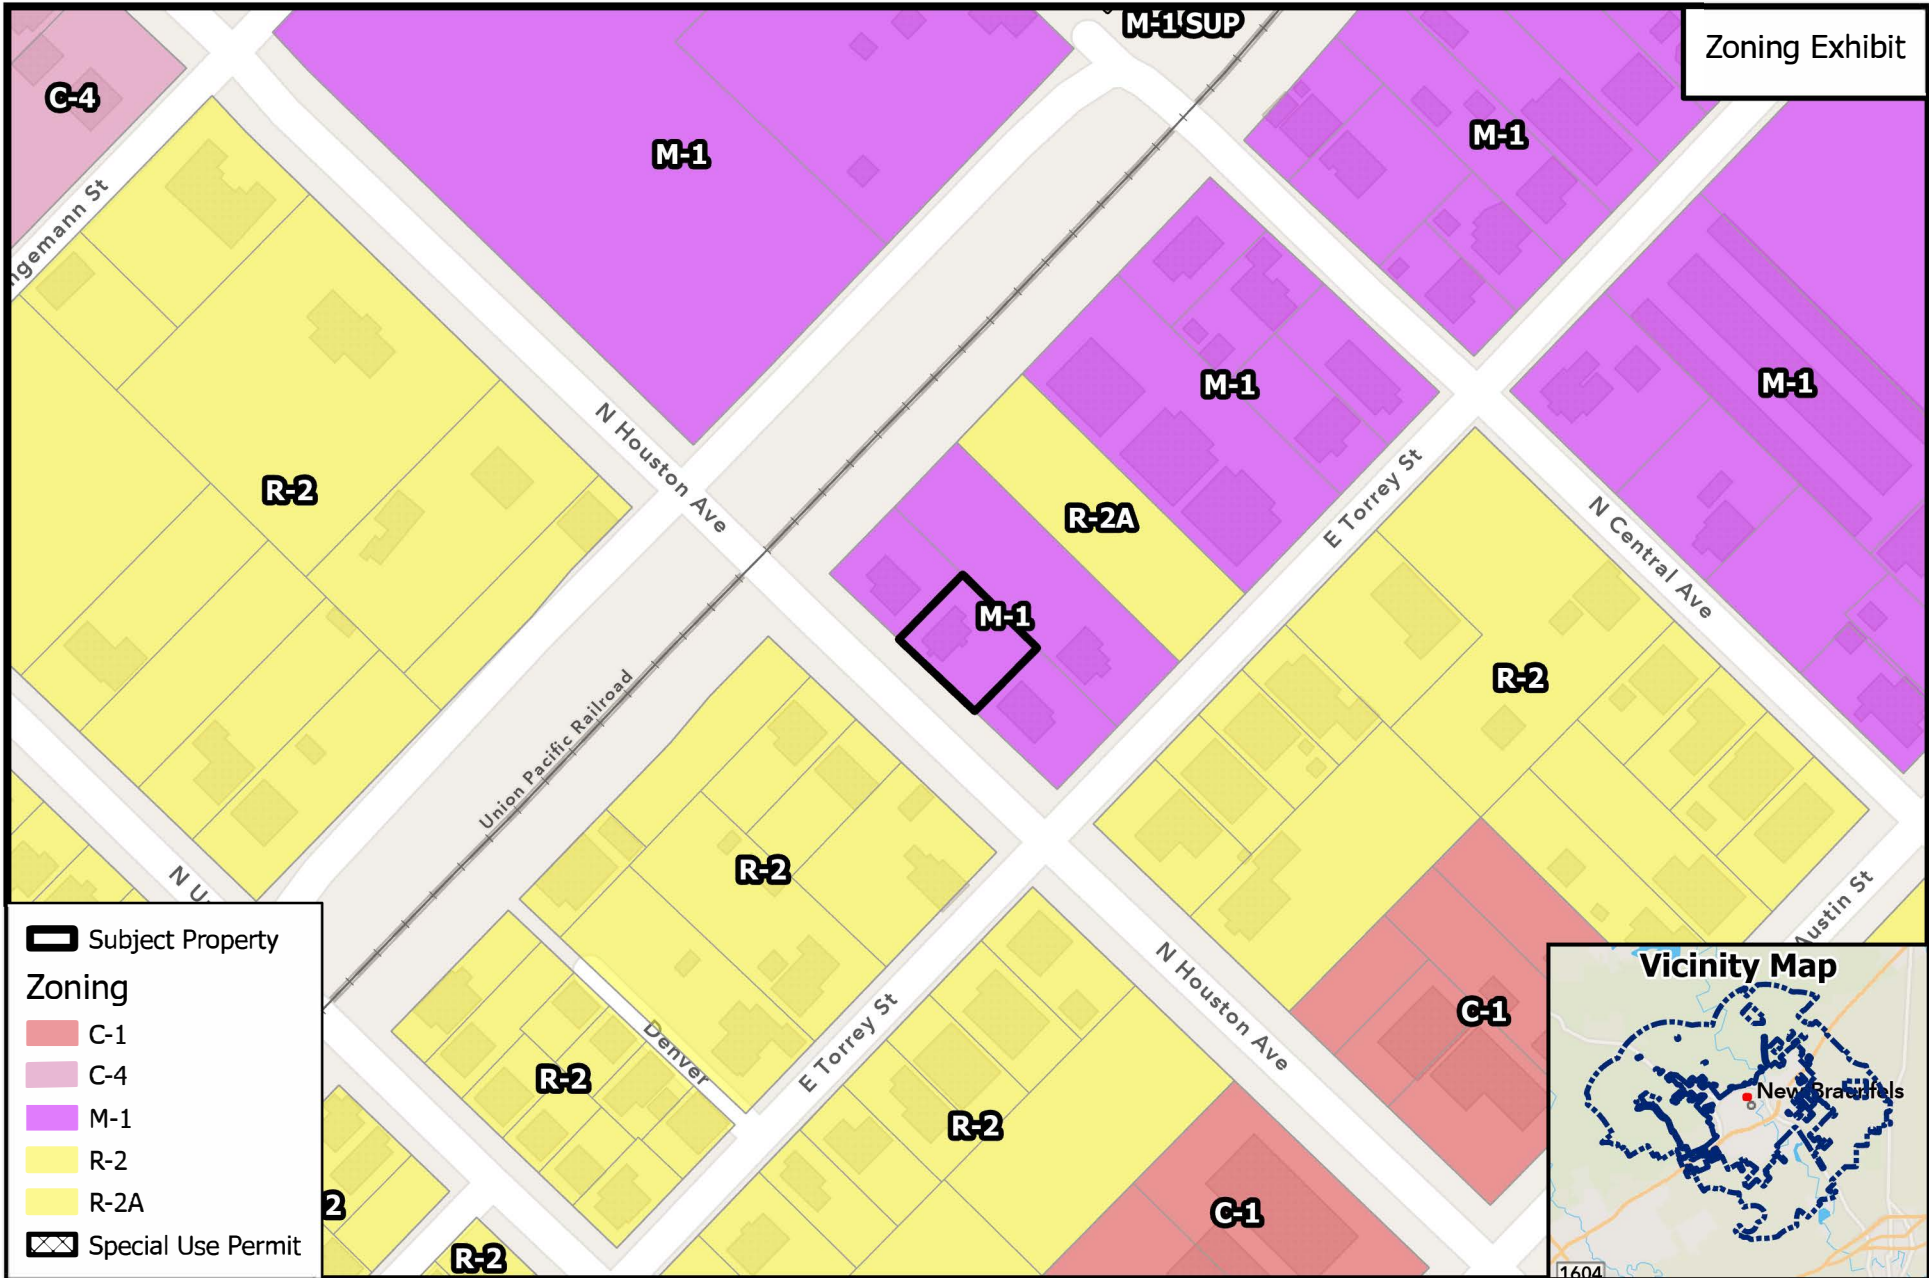 M-1 SUP
Zoning Exhibit
C-4
M-1
M-1
ngemann St
M-1
M-1
N Houston Ave
R-2
R-2A
E Torrey St
N Central Ave
M-1
R-2
Union Pacific Railroad
R-2
N U
Austin St
Subject Property
Zoning
C-1
C-4
M-1
R-2
R-2A
Special Use Permit
N Houston Ave
E Torrey St
Denver
C-1
R-2
R-2
2
C-1
R-2
Vicinity Map
New Braunfels
1604